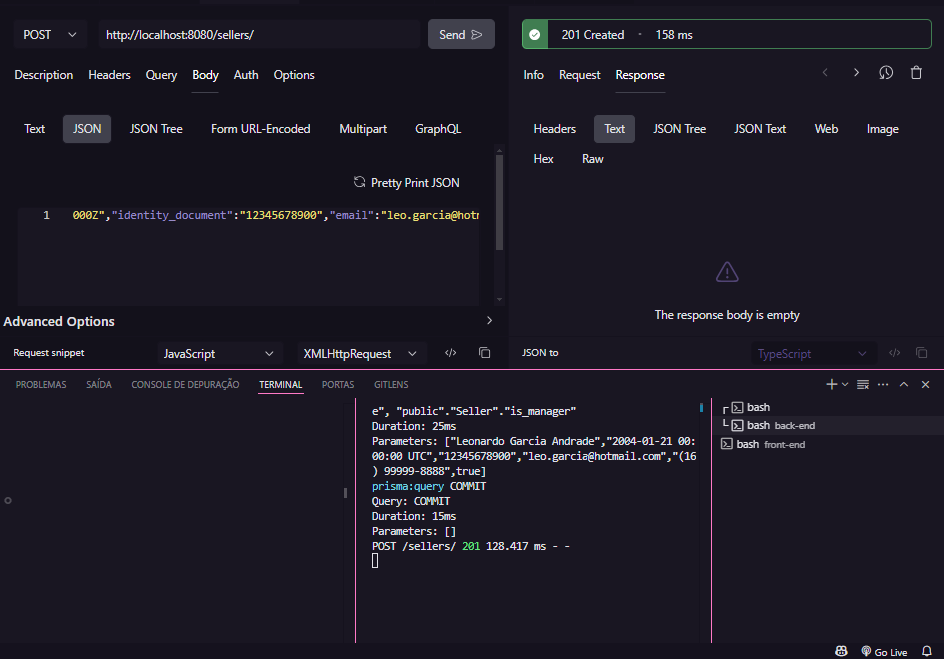 POST
http://localhost:8080/sellers/
Send
Description Headers Query Body Auth Options
Text JSON JSON Tree Form URL-Encoded Multipart GraphQL
Pretty Print JSON
1 000Z","identity_document":"12345678900","email":"leo.garcia@hotm
Advanced Options
Request snippet JavaScript XMLHttpRequest </>
201 Created · 158 ms
Info Request Response
Headers Text JSON Tree JSON Text Web Image
Hex Raw
The response body is empty
JSON to TypeScript </>
PROBLEMAS SAÍDA CONSOLE DE DEPURAÇÃO TERMINAL PORTAS GITLENS
e", "public"."Seller"."is_manager"
Duration: 25ms
Parameters: ["Leonardo Garcia Andrade","2004-01-21 00:
00:00 UTC","12345678900","leo.garcia@hotmail.com","(16
) 99999-8888",true]
prisma:query COMMIT
Query: COMMIT
Duration: 15ms
Parameters: []
POST /sellers/ 201 128.417 ms - -
bash
bash back-end
bash front-end
Go Live